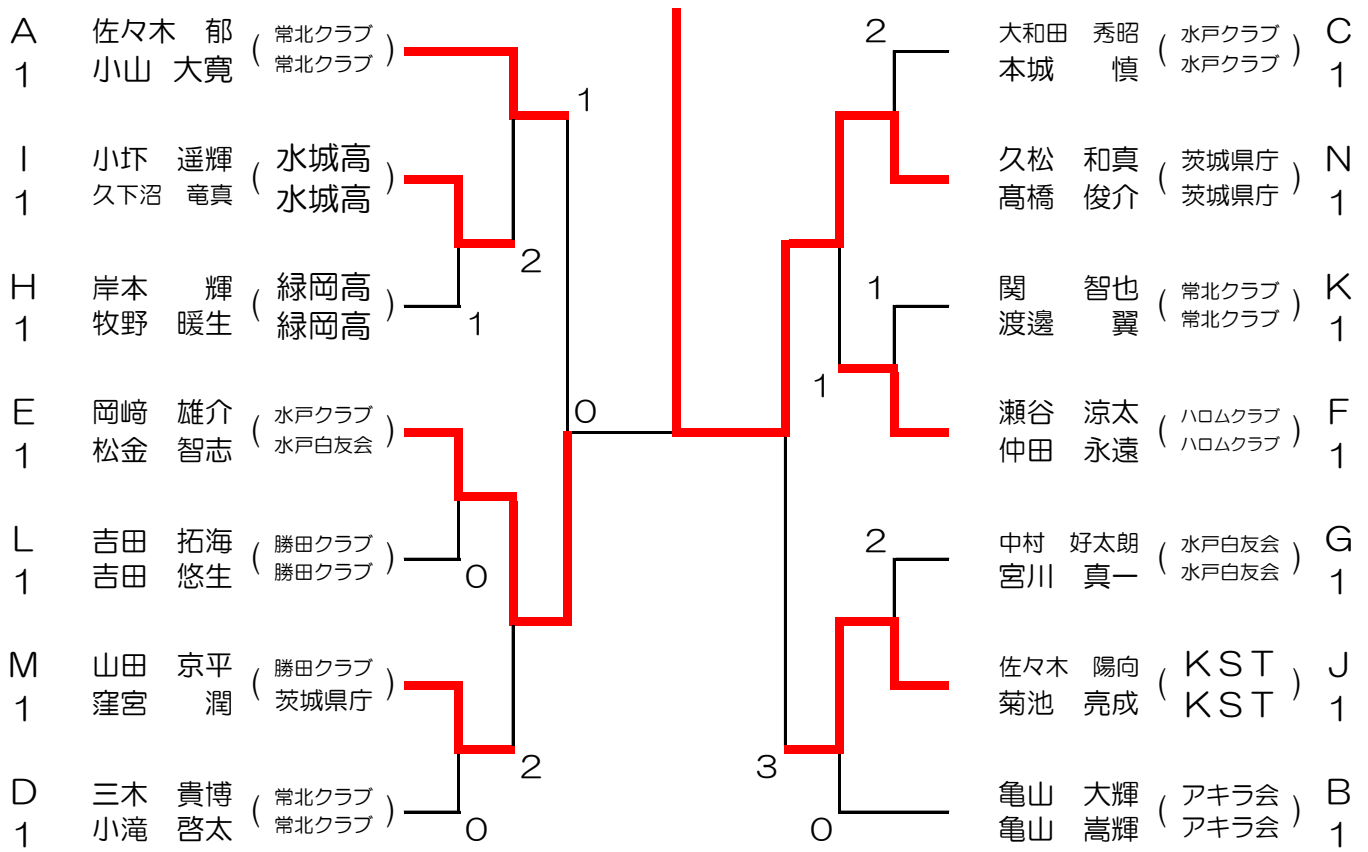 A 佐々木 郁 ( 常北クラブ )
1 小山 大寛 常北クラブ
I 小圷 遥輝 ( 水城高 )
1 久下沼 竜真 水城高
H 岸本 輝 ( 緑岡高 )
1 牧野 暖生 緑岡高
E 岡﨑 雄介 ( 水戸クラブ )
1 松金 智志 水戸白友会
L 吉田 拓海 ( 勝田クラブ )
1 吉田 悠生 勝田クラブ
M 山田 京平 ( 勝田クラブ )
1 窪宮 潤 茨城県庁
D 三木 貴博 ( 常北クラブ )
1 小滝 啓太 常北クラブ
1
2
1
0
0
2
0
2
1
1
2
3
0
大和田 秀昭 ( 水戸クラブ ) C
本城 慎 水戸クラブ 1
久松 和真 ( 茨城県庁 ) N
髙橋 俊介 茨城県庁 1
関 智也 ( 常北クラブ ) K
渡邊 翼 常北クラブ 1
瀬谷 涼太 ( ハロムクラブ ) F
仲田 永遠 ハロムクラブ 1
中村 好太朗 ( 水戸白友会 ) G
宮川 真一 水戸白友会 1
佐々木 陽向 ( KST ) J
菊池 亮成 KST 1
亀山 大輝 ( アキラ会 ) B
亀山 嵩輝 アキラ会 1